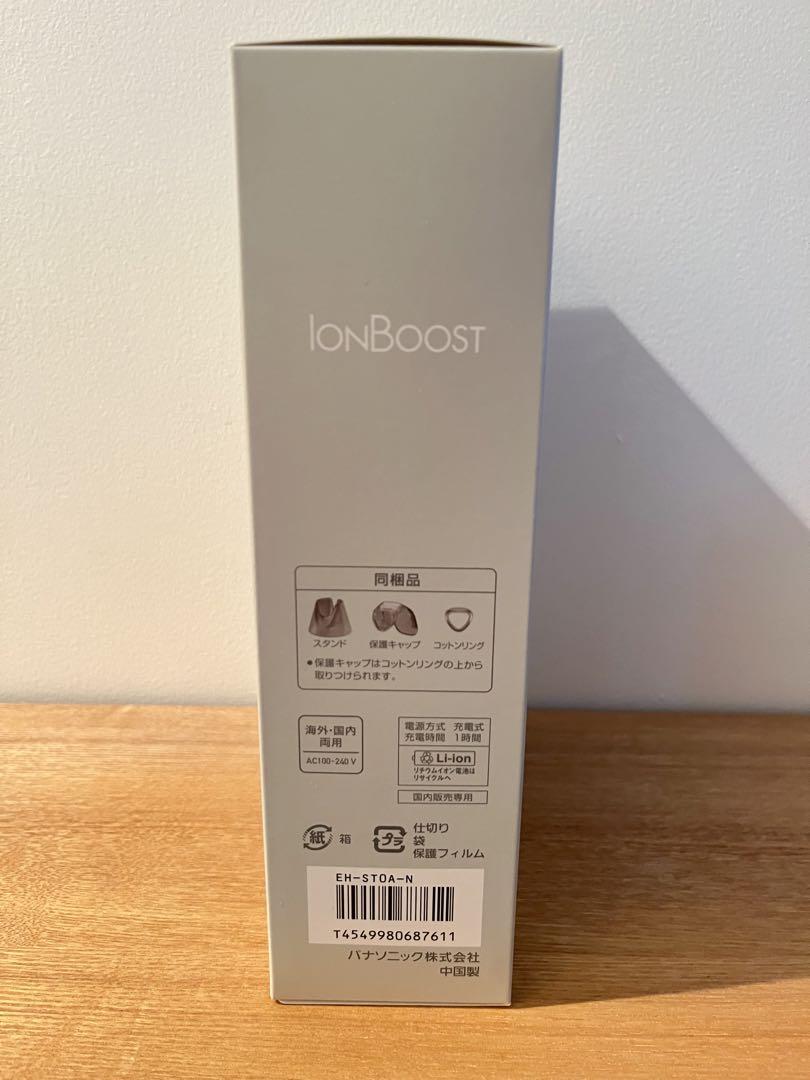 IONBOOST
同梱品
スタンド 保護キャップ コットンリング
●保護キャップはコットンリングの上から
取りつけられます。
海外・国内
両用
AC100-240 V
電源方式 充電式
充電時間 1時間
Li-ion
リチウムイオン電池は
リサイクルへ
国内販売専用
紙 箱
プラ 仕切り
袋
保護フィルム
EH-ST0A-N
T4549980687611
パナソニック株式会社
中国製